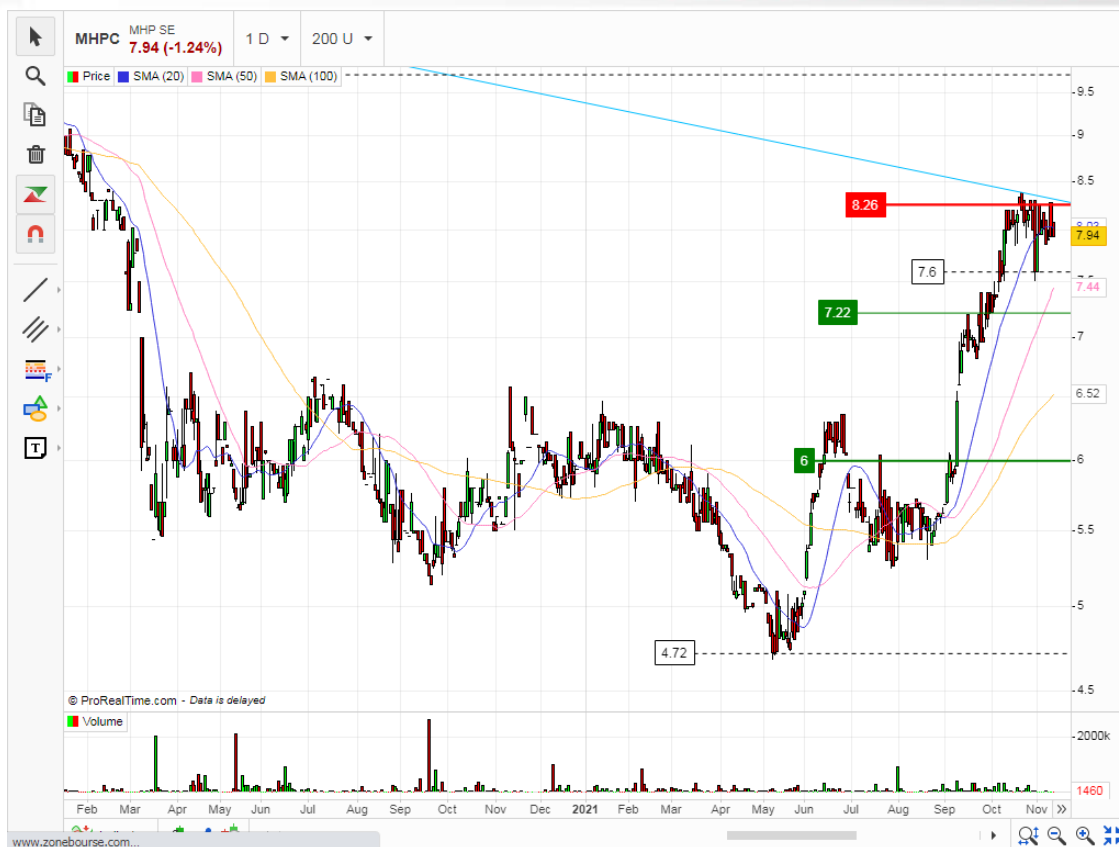 MHPC
MHP SE
7.94 (-1.24%)
1 D
200 U
Price SMA (20) SMA (50) SMA (100)
9.5
9
8.5
8.26
7.94
7.6
7.44
7.22
7
6.52
6
6
5.5
5
4.72
4.5
© ProRealTime.com - Data is delayed
Volume
2000k
1460
Feb Mar Apr May Jun Jul Aug Sep Oct Nov Dec 2021 Feb Mar Apr May Jun Jul Aug Sep Oct Nov
www.zonebourse.com...